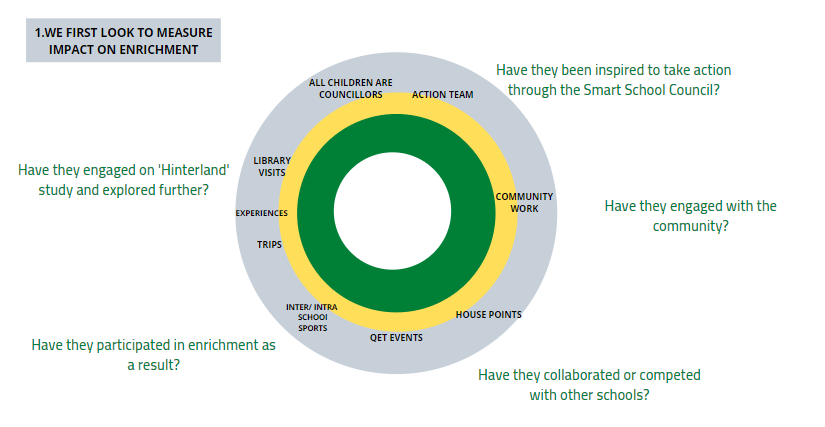 1.WE FIRST LOOK TO MEASURE
IMPACT ON ENRICHMENT
Have they been inspired to take action
through the Smart School Council?
ALL CHILDREN ARE
COUNCILLORS
ACTION TEAM
Have they engaged on 'Hinterland'
study and explored further?
LIBRARY
VISITS
COMMUNITY
WORK
Have they engaged with the
community?
EXPERIENCES
TRIPS
INTER/ INTRA
SCHOOl
SPORTS
HOUSE POINTS
QET EVENTS
Have they participated in enrichment as
a result?
Have they collaborated or competed
with other schools?